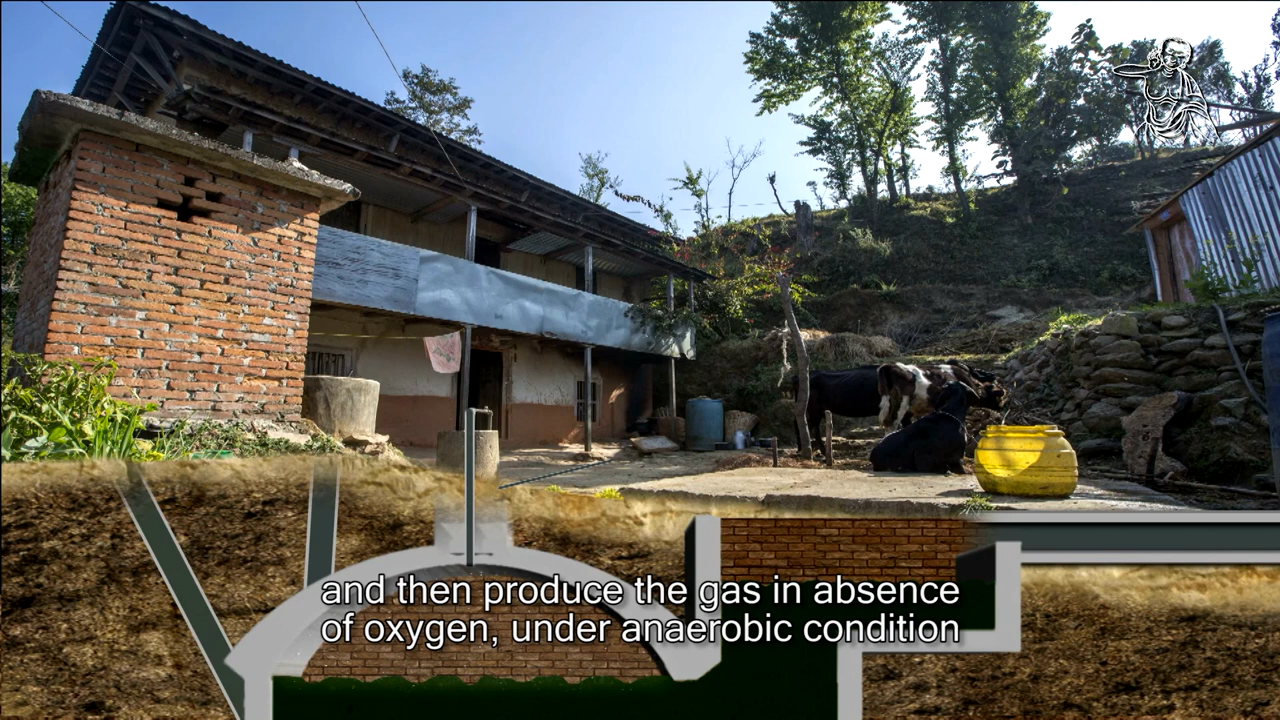 and then produce the gas in absence
of oxygen, under anaerobic condition